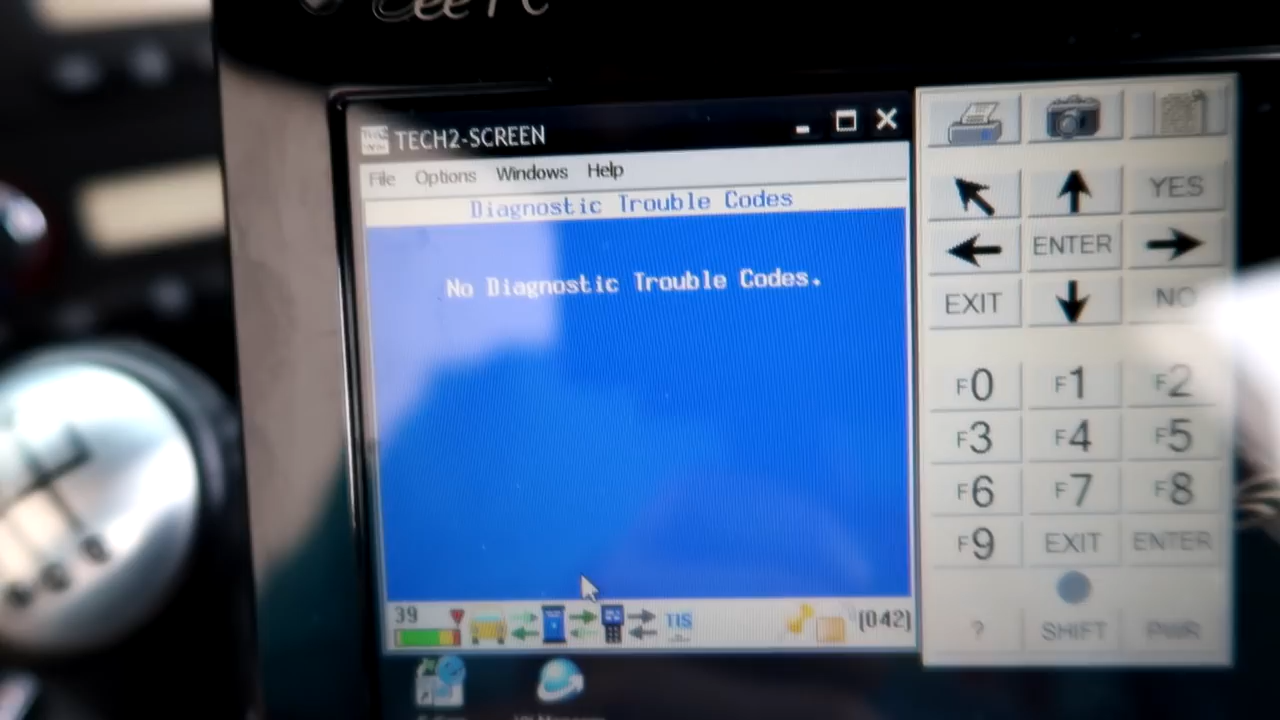 TECH2-SCREEN
File Options Windows Help
Diagnostic Trouble Codes
No Diagnostic Trouble Codes.
39
TIS
[042]
YES
ENTER
EXIT
NO
F0 F1 F2
F3 F4 F5
F6 F7 F8
F9 EXIT ENTER
? SHIFT PWR